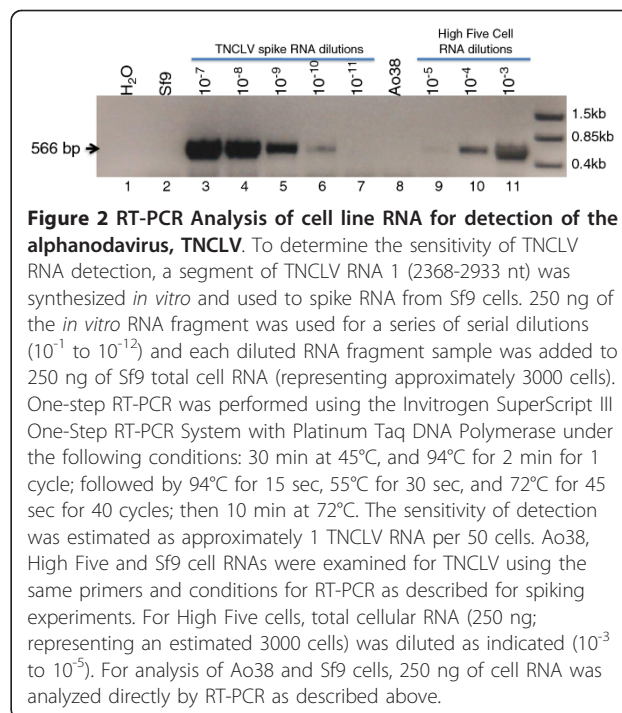 TNCLV spike RNA dilutions
High Five Cell
RNA dilutions
H₂O
Sf9
10⁻⁷
10⁻⁸
10⁻⁹
10⁻¹⁰
10⁻¹¹
Ao38
10⁻⁵
10⁻⁴
10⁻³
1.5kb
0.85kb
0.4kb
566 bp
1 2 3 4 5 6 7 8 9 10 11
Figure 2 RT-PCR Analysis of cell line RNA for detection of the
alphanodavirus, TNCLV. To determine the sensitivity of TNCLV
RNA detection, a segment of TNCLV RNA 1 (2368-2933 nt) was
synthesized in vitro and used to spike RNA from Sf9 cells. 250 ng of
the in vitro RNA fragment was used for a series of serial dilutions
(10⁻¹ to 10⁻¹²) and each diluted RNA fragment sample was added to
250 ng of Sf9 total cell RNA (representing approximately 3000 cells).
One-step RT-PCR was performed using the Invitrogen SuperScript III
One-Step RT-PCR System with Platinum Taq DNA Polymerase under
the following conditions: 30 min at 45°C, and 94°C for 2 min for 1
cycle; followed by 94°C for 15 sec, 55°C for 30 sec, and 72°C for 45
sec for 40 cycles; then 10 min at 72°C. The sensitivity of detection
was estimated as approximately 1 TNCLV RNA per 50 cells. Ao38,
High Five and Sf9 cell RNAs were examined for TNCLV using the
same primers and conditions for RT-PCR as described for spiking
experiments. For High Five cells, total cellular RNA (250 ng;
representing an estimated 3000 cells) was diluted as indicated (10⁻³
to 10⁻⁵). For analysis of Ao38 and Sf9 cells, 250 ng of cell RNA was
analyzed directly by RT-PCR as described above.